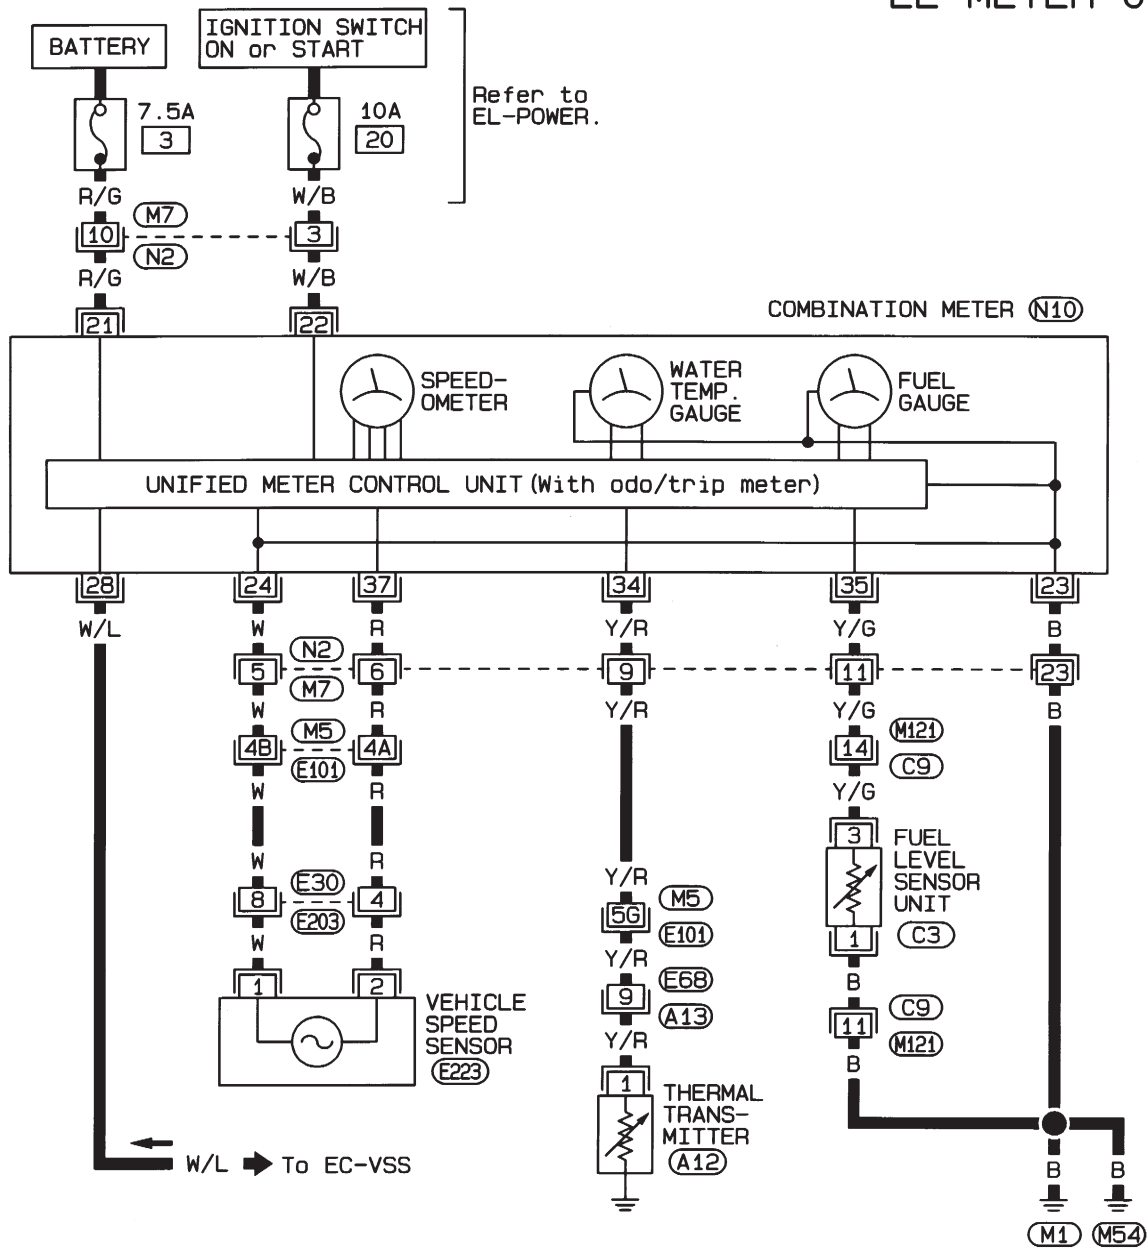 EL-METER
BATTERY
IGNITION SWITCH
ON or START
7.5A
3
10A
20
Refer to
EL-POWER.
R/G
W/B
M7
10
3
N2
R/G
W/B
21
22
COMBINATION METER N10
SPEED-
OMETER
WATER
TEMP.
GAUGE
FUEL
GAUGE
UNIFIED METER CONTROL UNIT (With odo/trip meter)
28
24
37
34
35
23
W/L
W
R
Y/R
Y/G
B
N2
5
6
9
11
23
M7
W
R
Y/R
Y/G
B
M5
4B
4A
E101
M121
14
C9
W
R
Y/G
3
FUEL
LEVEL
SENSOR
UNIT
1
C3
W
R
Y/R
E30
8
4
E203
M5
5G
E101
W
R
Y/R
B
1
2
VEHICLE
SPEED
SENSOR
E223
E68
9
A13
C9
11
M121
Y/R
B
1
THERMAL
TRANS-
MITTER
A12
W/L
To EC-VSS
B
B
M1
M54